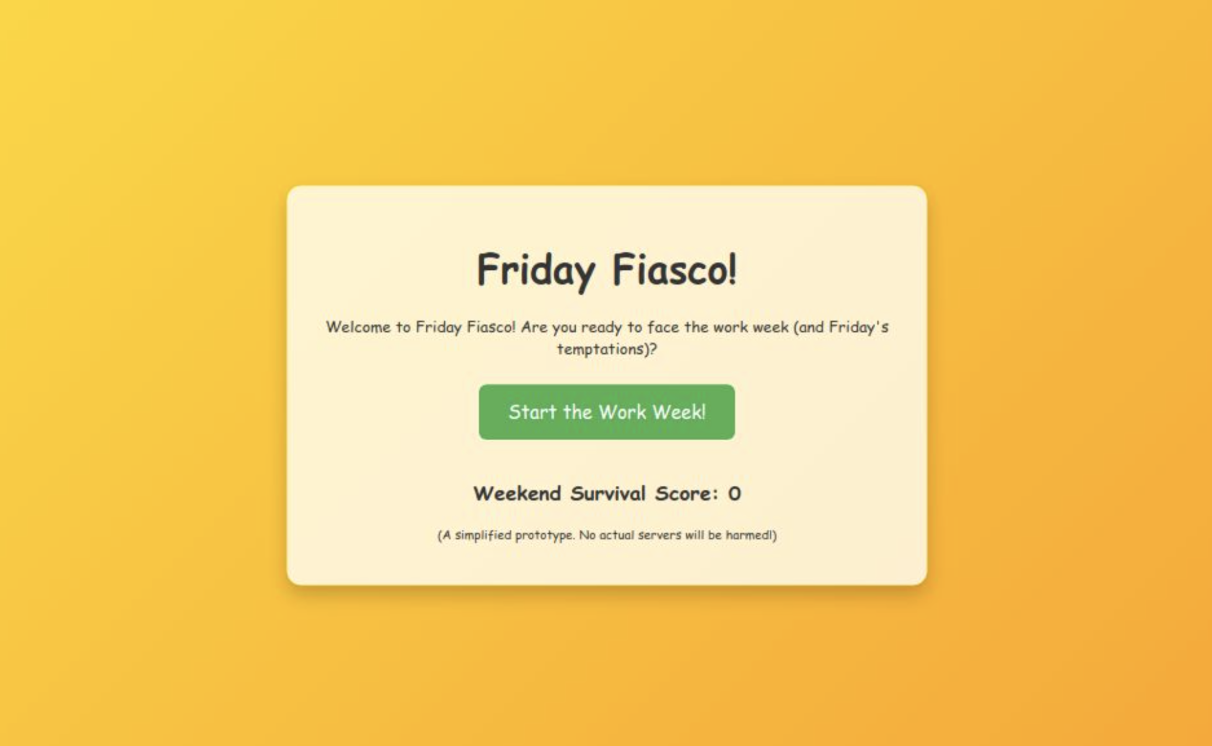 Friday Fiasco!
Welcome to Friday Fiasco! Are you ready to face the work week (and Friday's
temptations)?
Start the Work Week!
Weekend Survival Score: 0
(A simplified prototype. No actual servers will be harmed!)